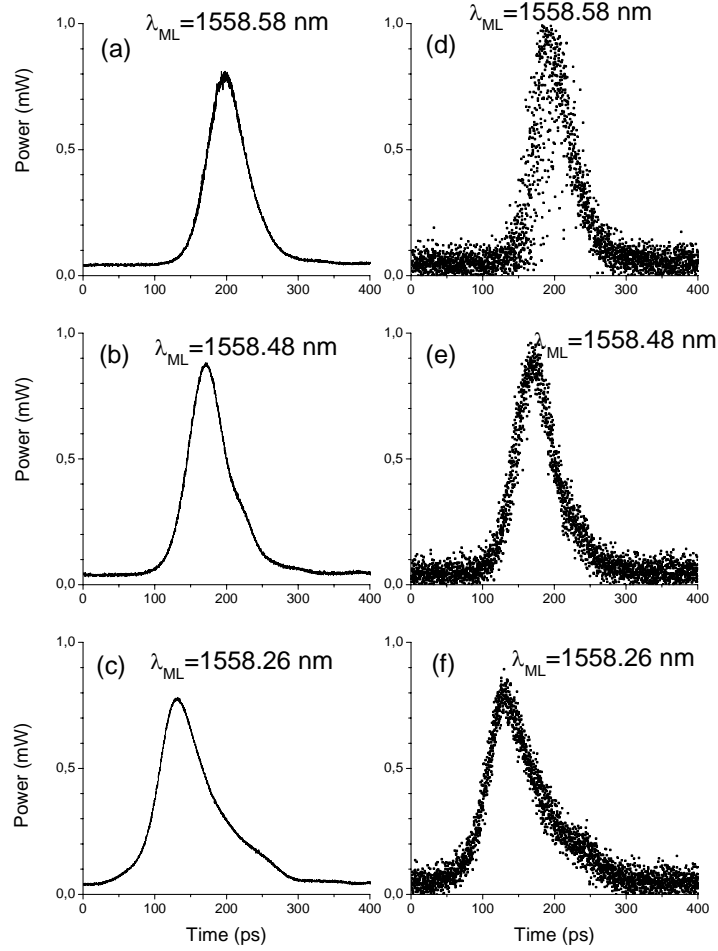 λML=1558.58 nm
(a)
Power (mW)
1,0
0,5
0,0
0 100 200 300 400
λML=1558.58 nm
(d)
1,0
0,5
0,0
0 100 200 300 400
λML=1558.48 nm
(b)
Power (mW)
1,0
0,5
0,0
0 100 200 300 400
λML=1558.48 nm
(e)
1,0
0,5
0,0
0 100 200 300 400
λML=1558.26 nm
(c)
Power (mW)
1,0
0,5
0,0
0 100 200 300 400
Time (ps)
λML=1558.26 nm
(f)
1,0
0,5
0,0
0 100 200 300 400
Time (ps)